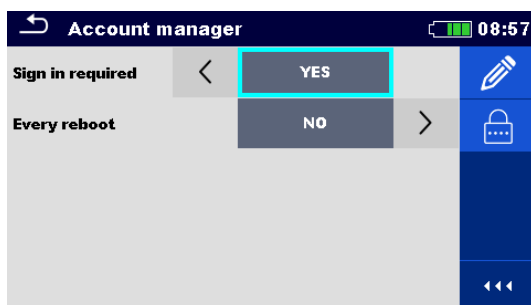 Account manager 08:57
Sign in required YES
Every reboot NO